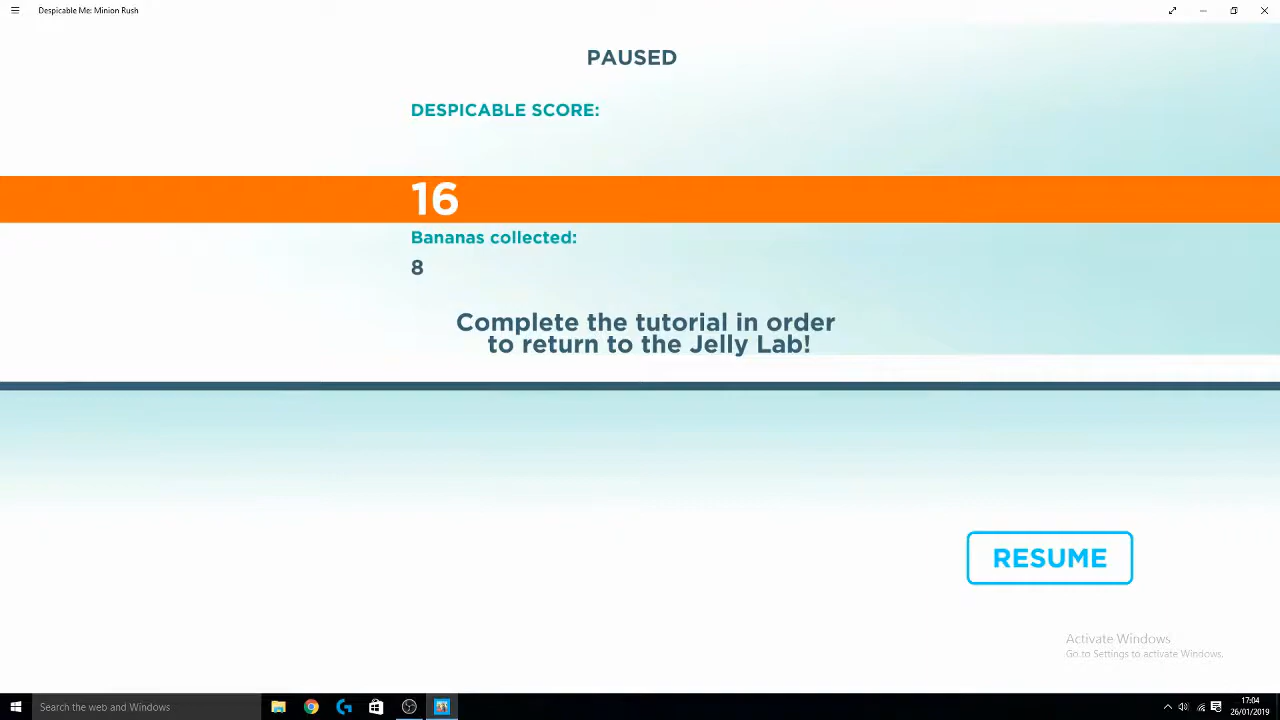 Despicable Me: Minion Rush
PAUSED
DESPICABLE SCORE:
16
Bananas collected:
8
Complete the tutorial in order
to return to the Jelly Lab!
RESUME
Activate Windows
Go to Settings to activate Windows.
Search the web and Windows
17:04
26/01/2019